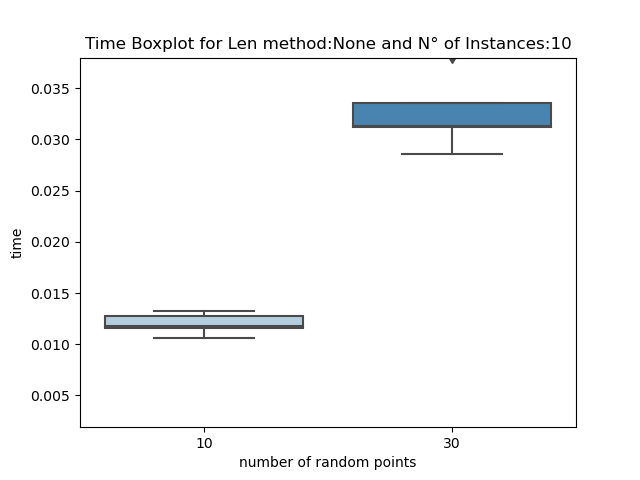 Time Boxplot for Len method:None and N° of Instances:10
0.035
0.030
0.025
0.020
0.015
0.010
0.005
time
10 30
number of random points